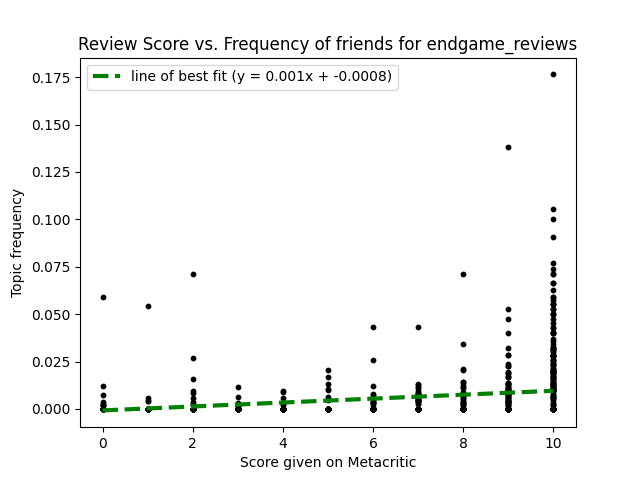 Review Score vs. Frequency of friends for endgame_reviews
line of best fit (y = 0.001x + -0.0008)
0.175
0.150
0.125
0.100
0.075
0.050
0.025
0.000
Topic frequency
0 2 4 6 8 10
Score given on Metacritic